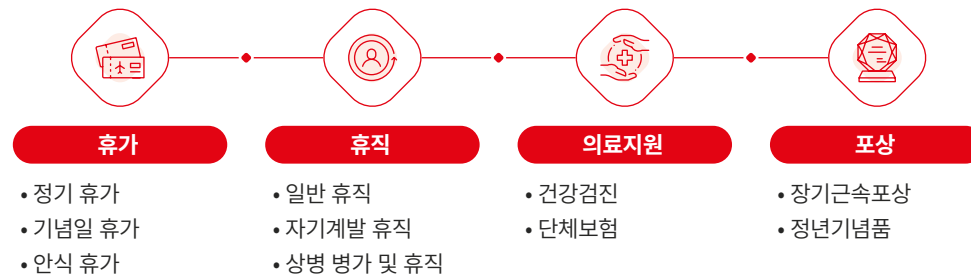 휴가
• 정기 휴가
• 기념일 휴가
• 안식 휴가
휴직
• 일반 휴직
• 자기계발 휴직
• 상병 병가 및 휴직
의료지원
• 건강검진
• 단체보험
포상
• 장기근속포상
• 정년기념품